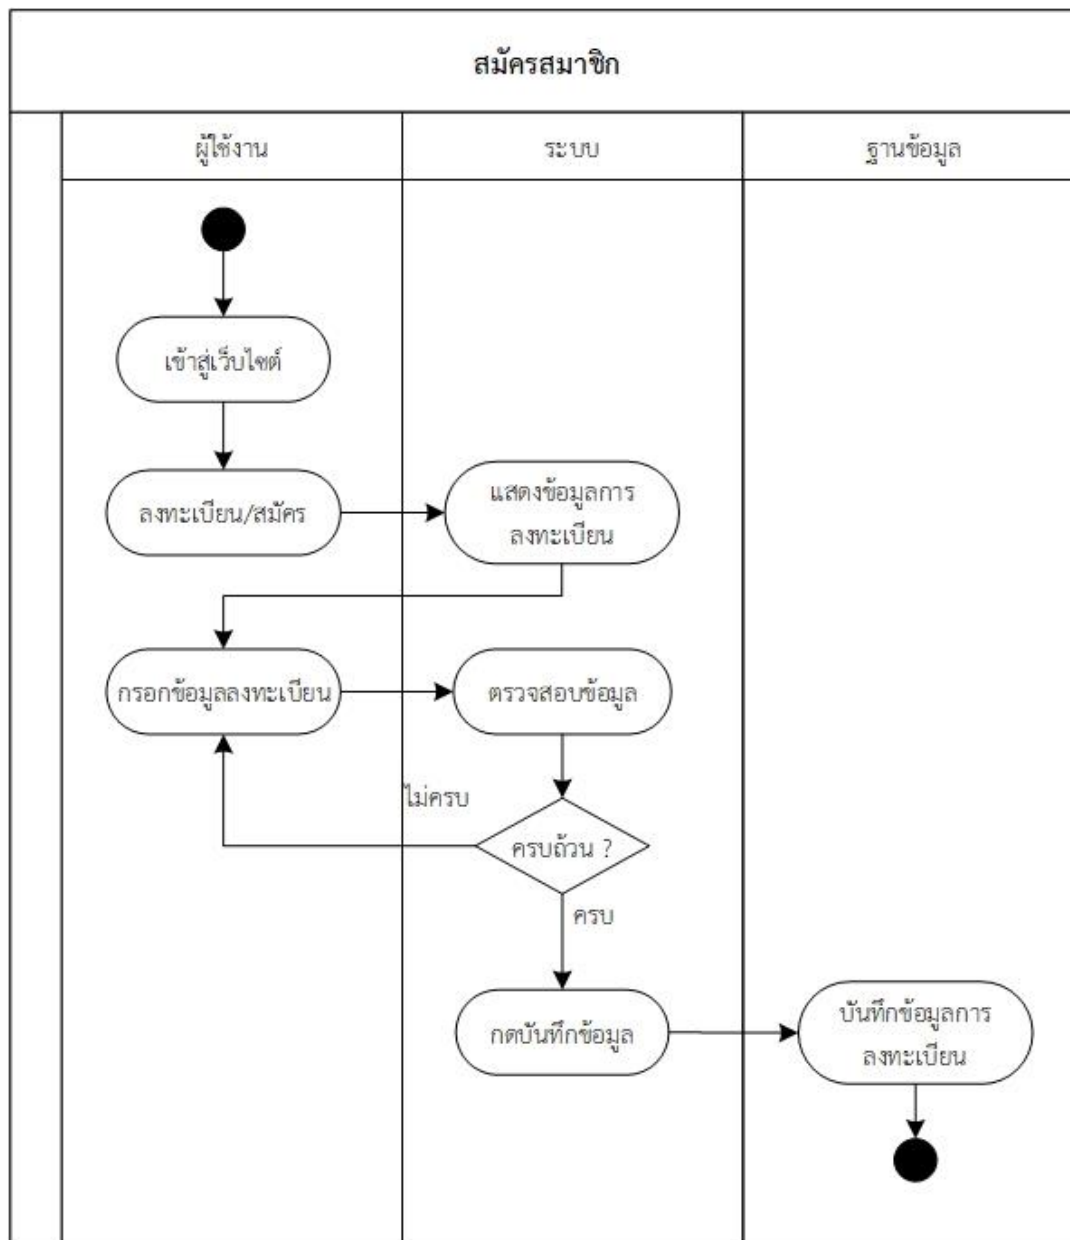 สมัครสมาชิก
ผู้ใช้งาน
ระบบ
ฐานข้อมูล
เข้าสู่เว็บไซต์
ลงทะเบียน/สมัคร
แสดงข้อมูลการ
ลงทะเบียน
กรอกข้อมูลลงทะเบียน
ตรวจสอบข้อมูล
ไม่ครบ
ครบถ้วน ?
ครบ
กดบันทึกข้อมูล
บันทึกข้อมูลการ
ลงทะเบียน